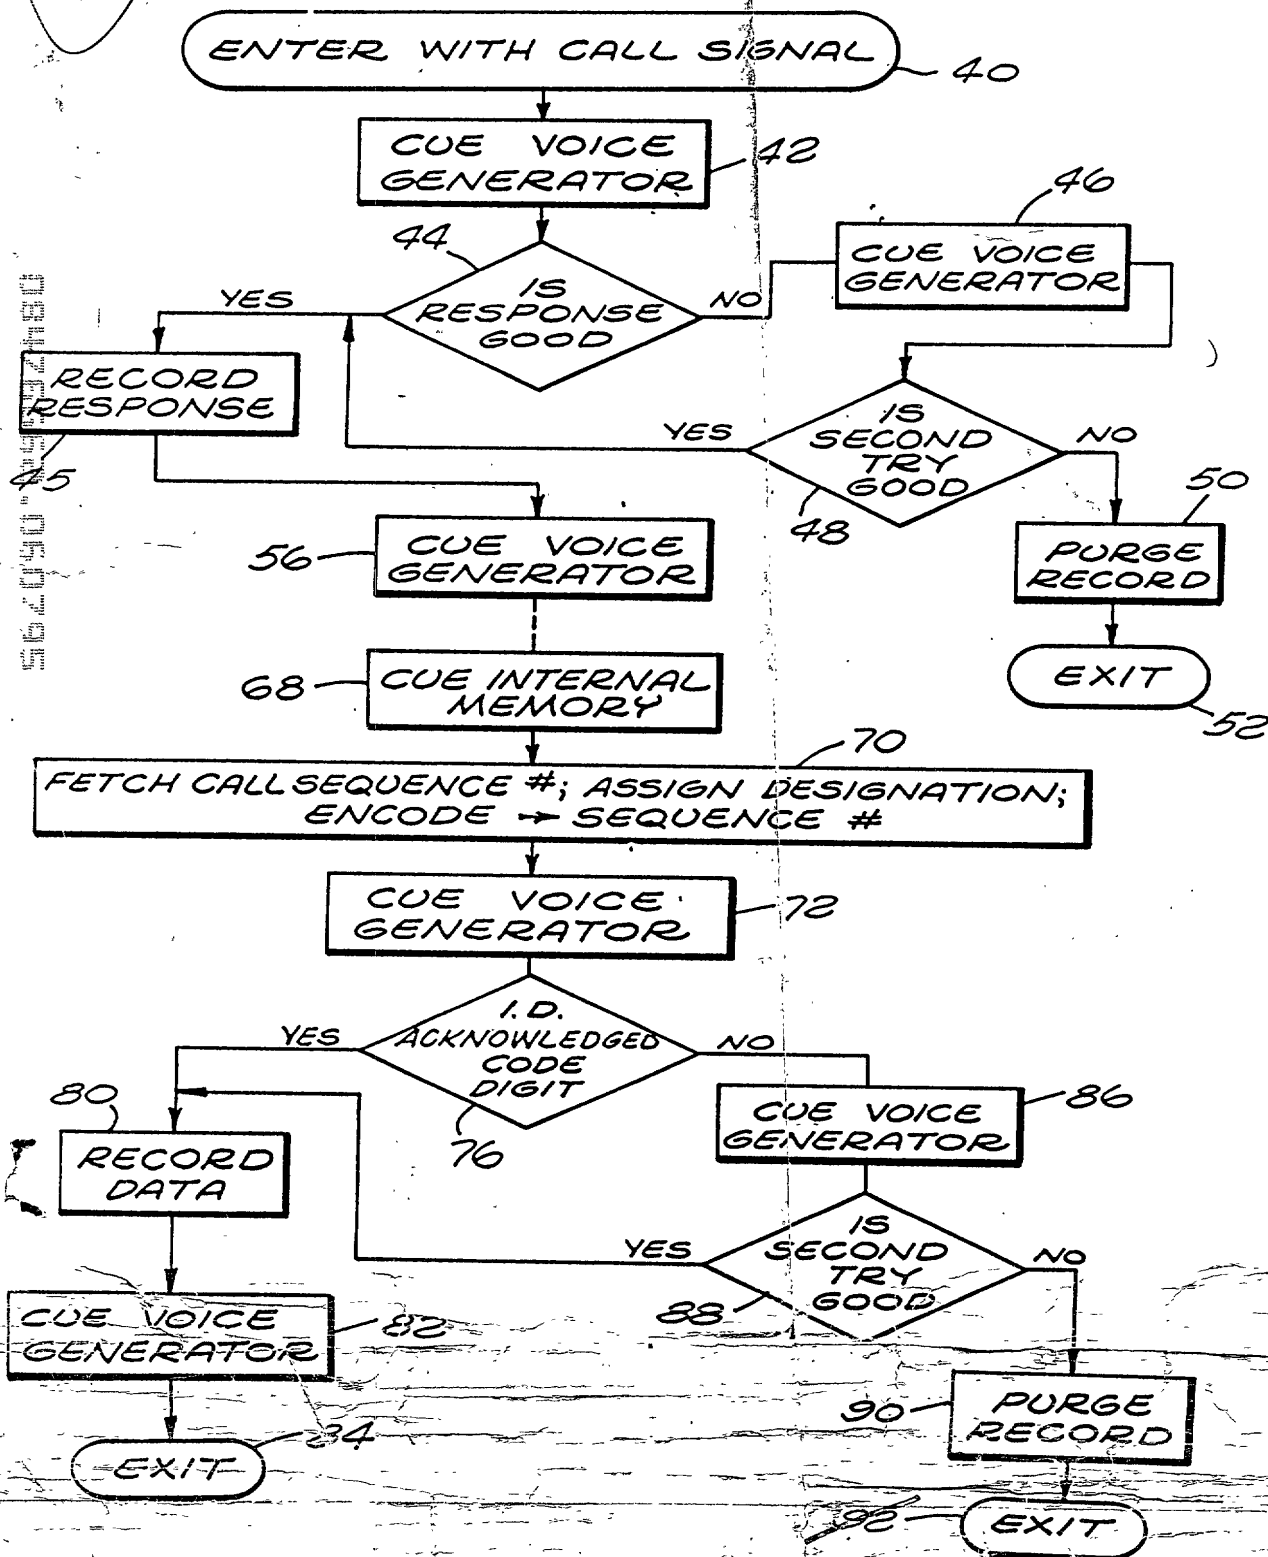 ENTER WITH CALL SIGNAL
40
CUE VOICE
GENERATOR
42
44
IS
RESPONSE
GOOD
YES
NO
46
CUE VOICE
GENERATOR
RECORD
RESPONSE
45
YES
IS
SECOND
TRY
GOOD
NO
48
50
PURGE
RECORD
EXIT
52
56
CUE VOICE
GENERATOR
68
CUE INTERNAL
MEMORY
70
FETCH CALL SEQUENCE #; ASSIGN DESIGNATION;
ENCODE → SEQUENCE #
CUE VOICE
GENERATOR
72
I.D.
ACKNOWLEDGED
CODE
DIGIT
YES
NO
76
80
RECORD
DATA
86
CUE VOICE
GENERATOR
YES
IS
SECOND
TRY
GOOD
NO
88
CUE VOICE
GENERATOR
82
84
EXIT
90
PURGE
RECORD
92
EXIT